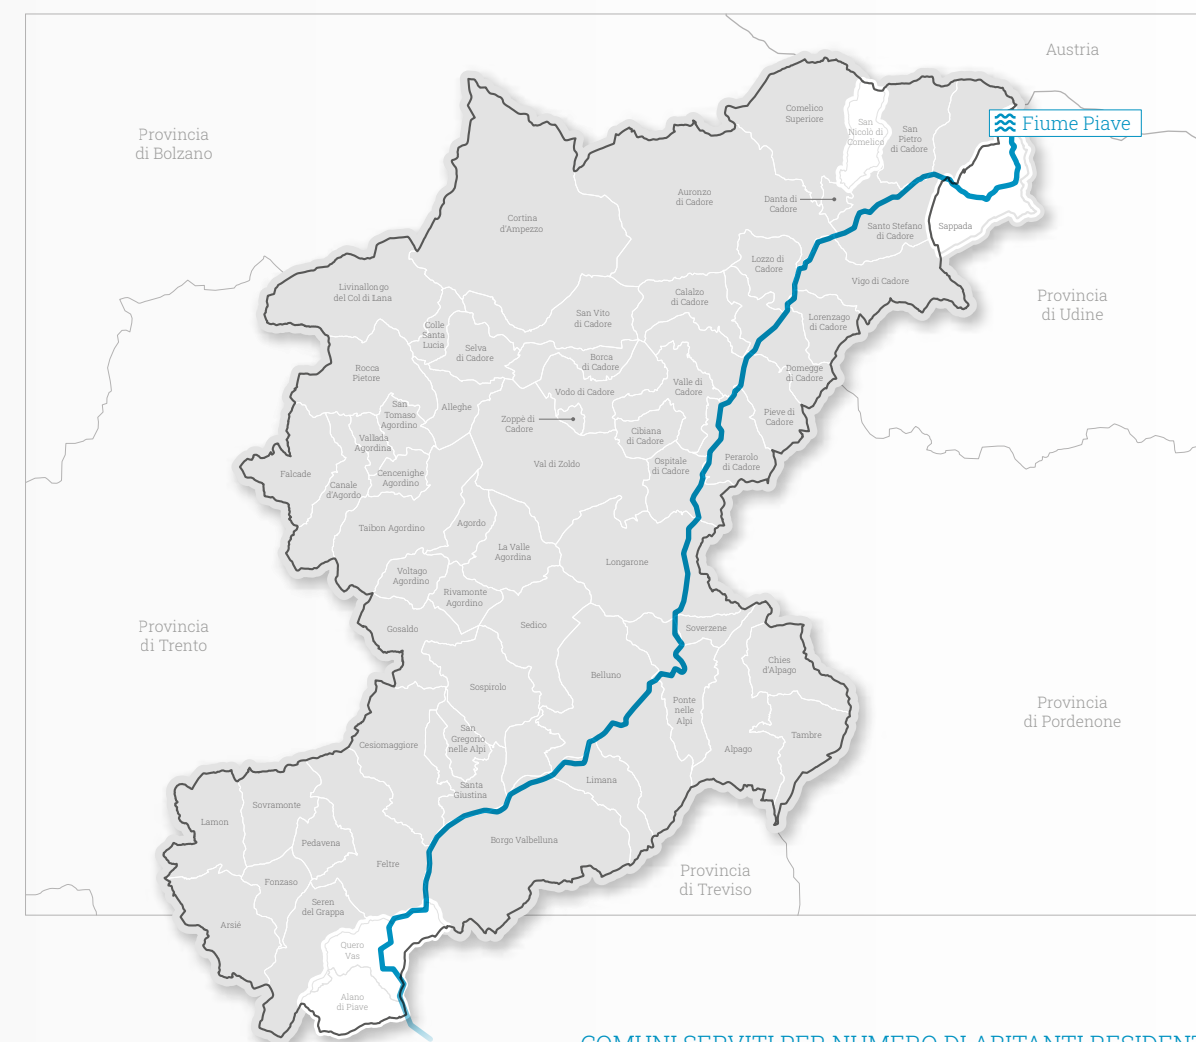 Austria
Provincia
di Bolzano
Comelico
Superiore
San
Nicolò di
Comelico
San
Pietro
di Cadore
Fiume Piave
Auronzo
di Cadore
Danta di
Cadore
Cortina
d'Ampezzo
Santo Stefano
di Cadore
Sappada
Lozzo di
Cadore
Vigo di Cadore
Livinallongo
del Col di Lana
Calalzo
di Cadore
Provincia
di Udine
San Vito
di Cadore
Lorenzago
di Cadore
Colle
Santa
Lucia
Selva
di Cadore
Borca
di Cadore
Rocca
Pietore
Domegge
di Cadore
Valle di
Cadore
Vodo di Cadore
San
Tomaso
Agordino
Alleghe
Zoppè di
Cadore
Pieve di
Cadore
Vallada
Agordina
Cibiana
di Cadore
Falcade
Canale
d'Agordo
Cencenighe
Agordino
Val di Zoldo
Ospitale
di Cadore
Perarolo
di Cadore
Taibon Agordino
Agordo
La Valle
Agordina
Longarone
Voltago
Agordino
Rivamonte
Agordino
Provincia
di Trento
Gosaldo
Sedico
Soverzene
Chies
d'Alpago
Belluno
Sospirolo
Ponte
nelle
Alpi
Provincia
di Pordenone
Cesiomaggiore
San
Gregorio
nelle Alpi
Alpago
Tambre
Santa
Giustina
Limana
Sovramonte
Lamon
Pedavena
Borgo Valbelluna
Feltre
Provincia
di Treviso
Fonzaso
Seren
del Grappa
Arsié
Quero
Vas
Alano
di Piave
COMUNI SERVITI PER NUMERO DI ABITANTI RESIDENT